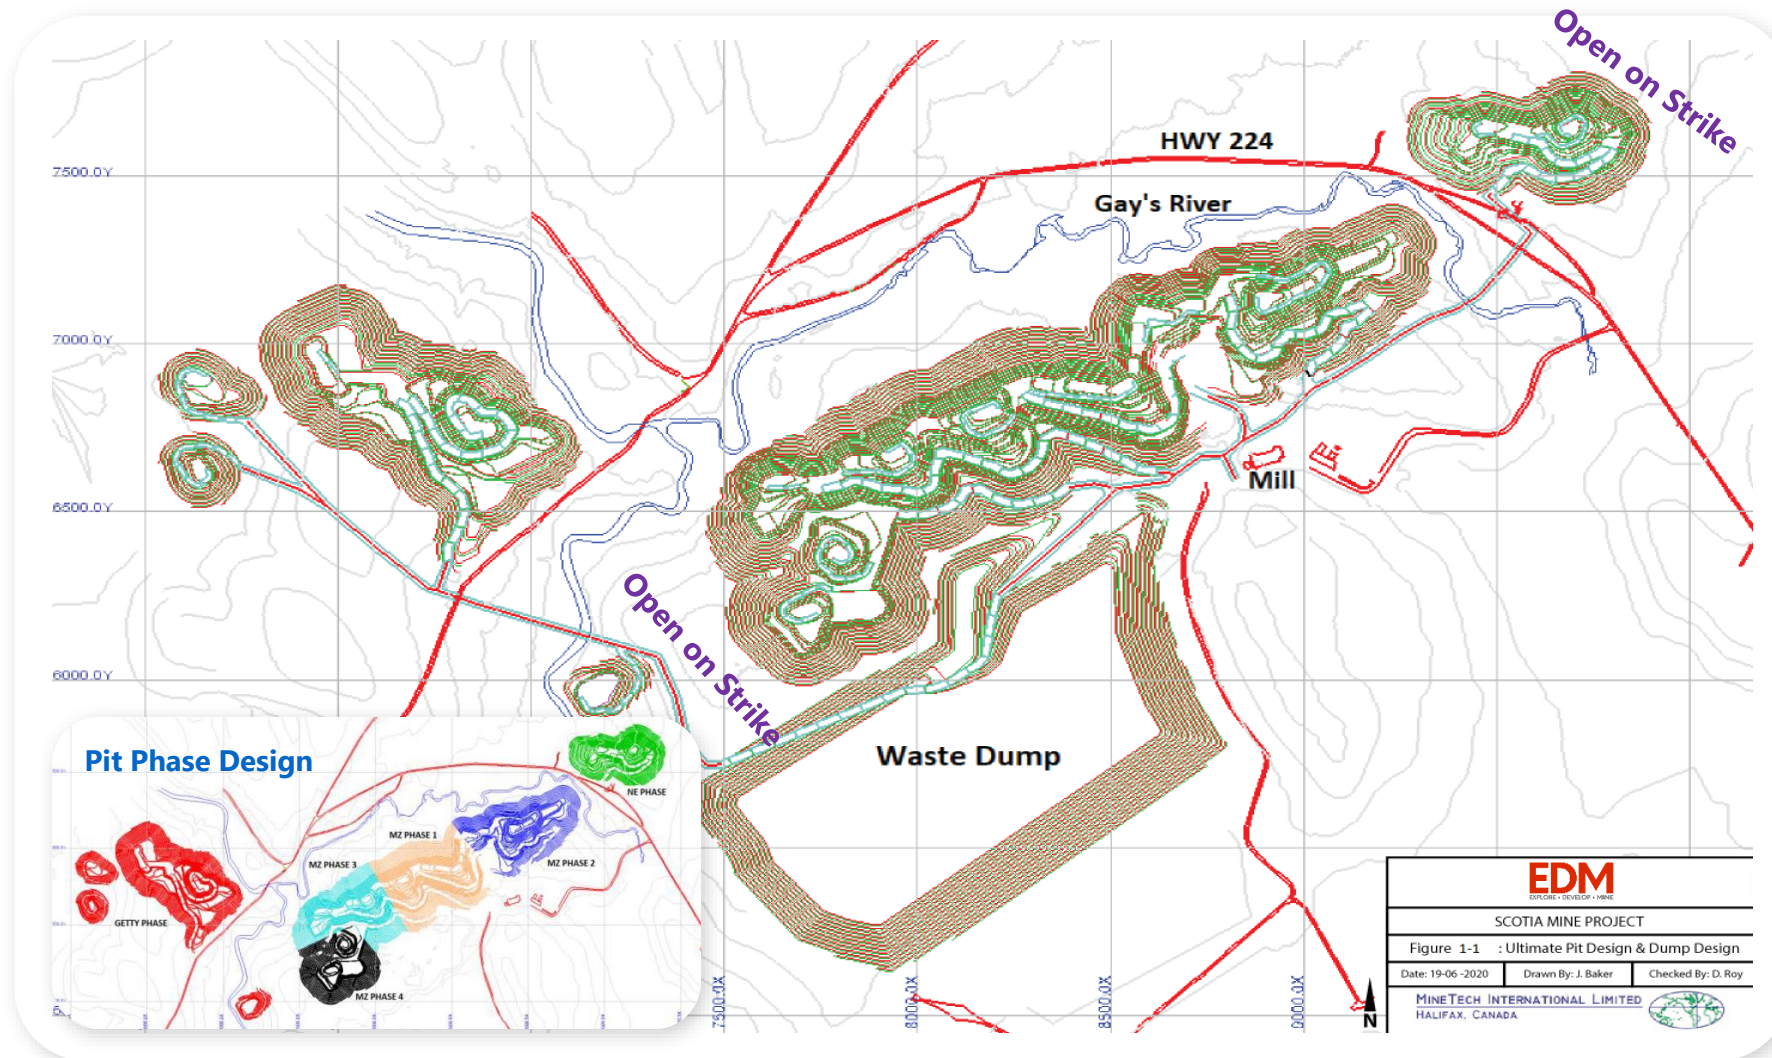 Open on Strike
HWY 224
7500.0Y
Gay's River
7000.0Y
Mill
6500.0Y
Open on Strike
6000.0Y
Waste Dump
Pit Phase Design
NE PHASE
MZ PHASE 1
MZ PHASE 2
MZ PHASE 3
GETTY PHASE
MZ PHASE 4
7500.0X
8000.0X
8500.0X
9000.0X
N
EDM
EXPLORE • DEVELOP • MINE
SCOTIA MINE PROJECT
Figure 1-1 : Ultimate Pit Design & Dump Design
Date: 19-06 -2020
Drawn By: J. Baker
Checked By: D. Roy
MINETECH INTERNATIONAL LIMITED
HALIFAX, CANADA